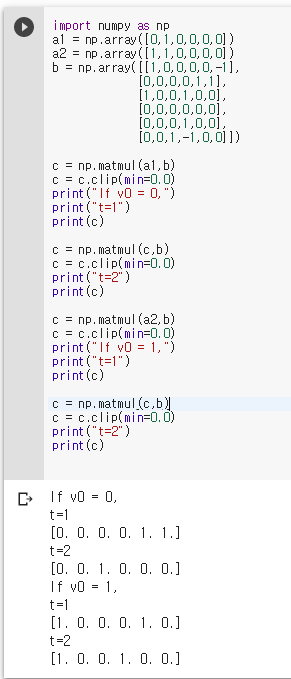 import numpy as np
a1 = np.array([0,1,0,0,0,0])
a2 = np.array([1,1,0,0,0,0])
b = np.array([[1,0,0,0,0,-1],
[0,0,0,0,1,1],
[1,0,0,1,0,0],
[0,0,0,0,0,0],
[0,0,0,1,0,0],
[0,0,1,-1,0,0]])
c = np.matmul(a1,b)
c = c.clip(min=0.0)
print("If v0 = 0,")
print("t=1")
print(c)
c = np.matmul(c,b)
c = c.clip(min=0.0)
print("t=2")
print(c)
c = np.matmul(a2,b)
c = c.clip(min=0.0)
print("If v0 = 1,")
print("t=1")
print(c)
c = np.matmul(c,b)
c = c.clip(min=0.0)
print("t=2")
print(c)
If v0 = 0,
t=1
[0. 0. 0. 0. 1. 1.]
t=2
[0. 0. 1. 0. 0. 0.]
If v0 = 1,
t=1
[1. 0. 0. 0. 1. 0.]
t=2
[1. 0. 0. 1. 0. 0.]